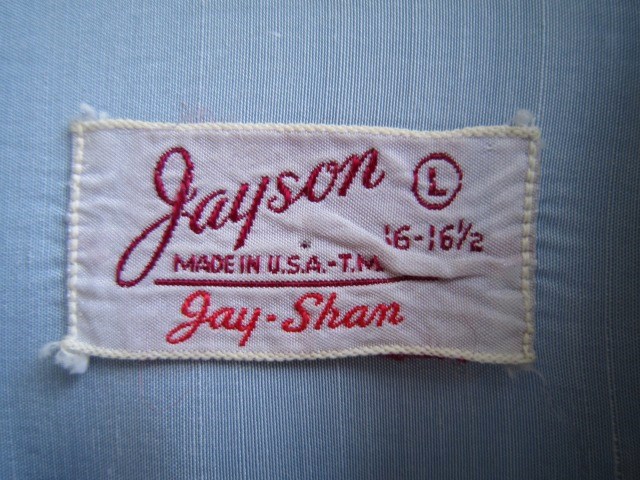 Jayson L
16-16½
MADE IN U.S.A.-T.M.
Jay-Shan